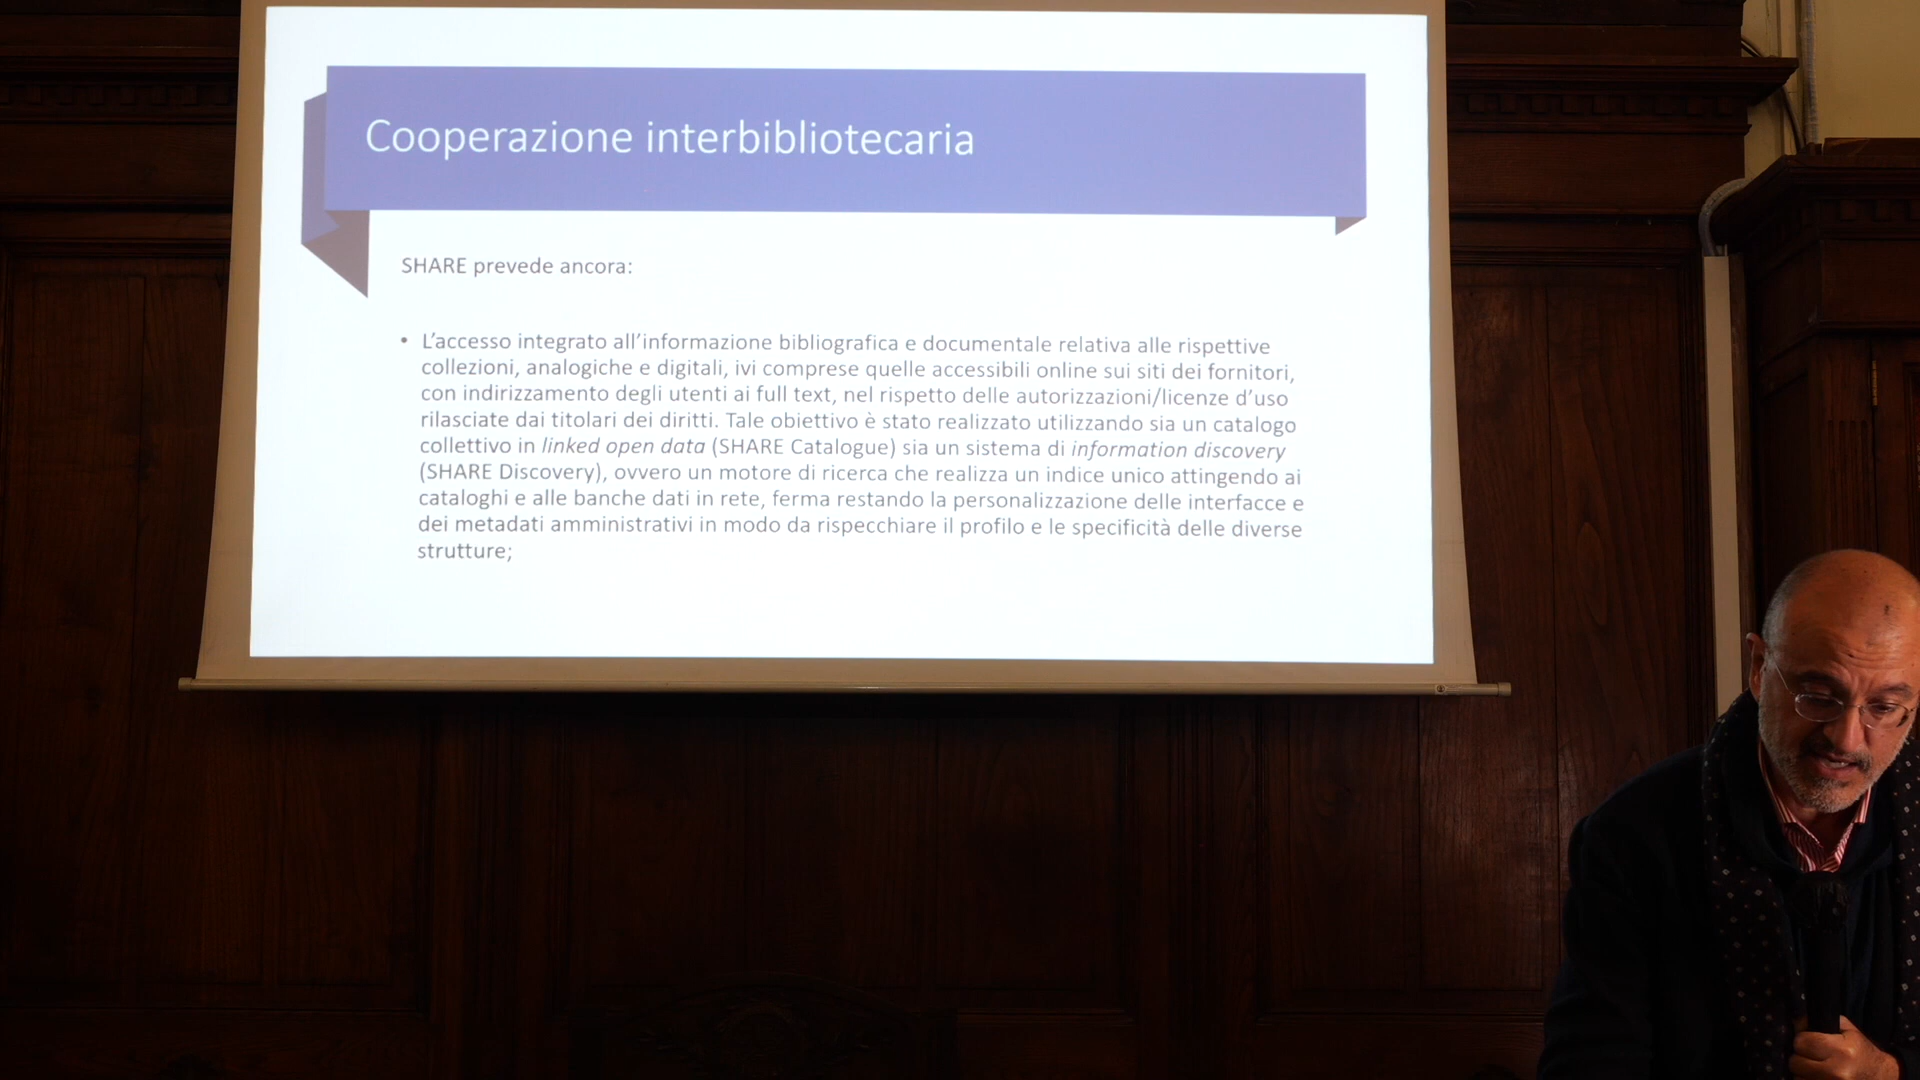 Cooperazione interbibliotecaria
SHARE prevede ancora:
• L’accesso integrato all’informazione bibliografica e documentale relativa alle rispettive
collezioni, analogiche e digitali, ivi comprese quelle accessibili online sui siti dei fornitori,
con indirizzamento degli utenti ai full text, nel rispetto delle autorizzazioni/licenze d’uso
rilasciate dai titolari dei diritti. Tale obiettivo è stato realizzato utilizzando sia un catalogo
collettivo in linked open data (SHARE Catalogue) sia un sistema di information discovery
(SHARE Discovery), ovvero un motore di ricerca che realizza un indice unico attingendo ai
cataloghi e alle banche dati in rete, ferma restando la personalizzazione delle interfacce e
dei metadati amministrativi in modo da rispecchiare il profilo e le specificità delle diverse
strutture;